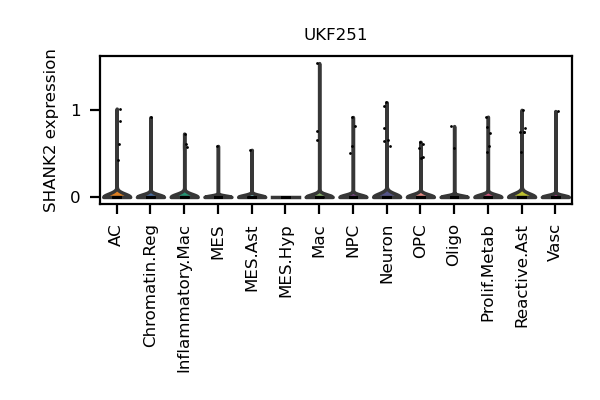 UKF251
SHANK2 expression
1
0
AC
Chromatin.Reg
Inflammatory.Mac
MES
MES.Ast
MES.Hyp
Mac
NPC
Neuron
OPC
Oligo
Prolif.Metab
Reactive.Ast
Vasc